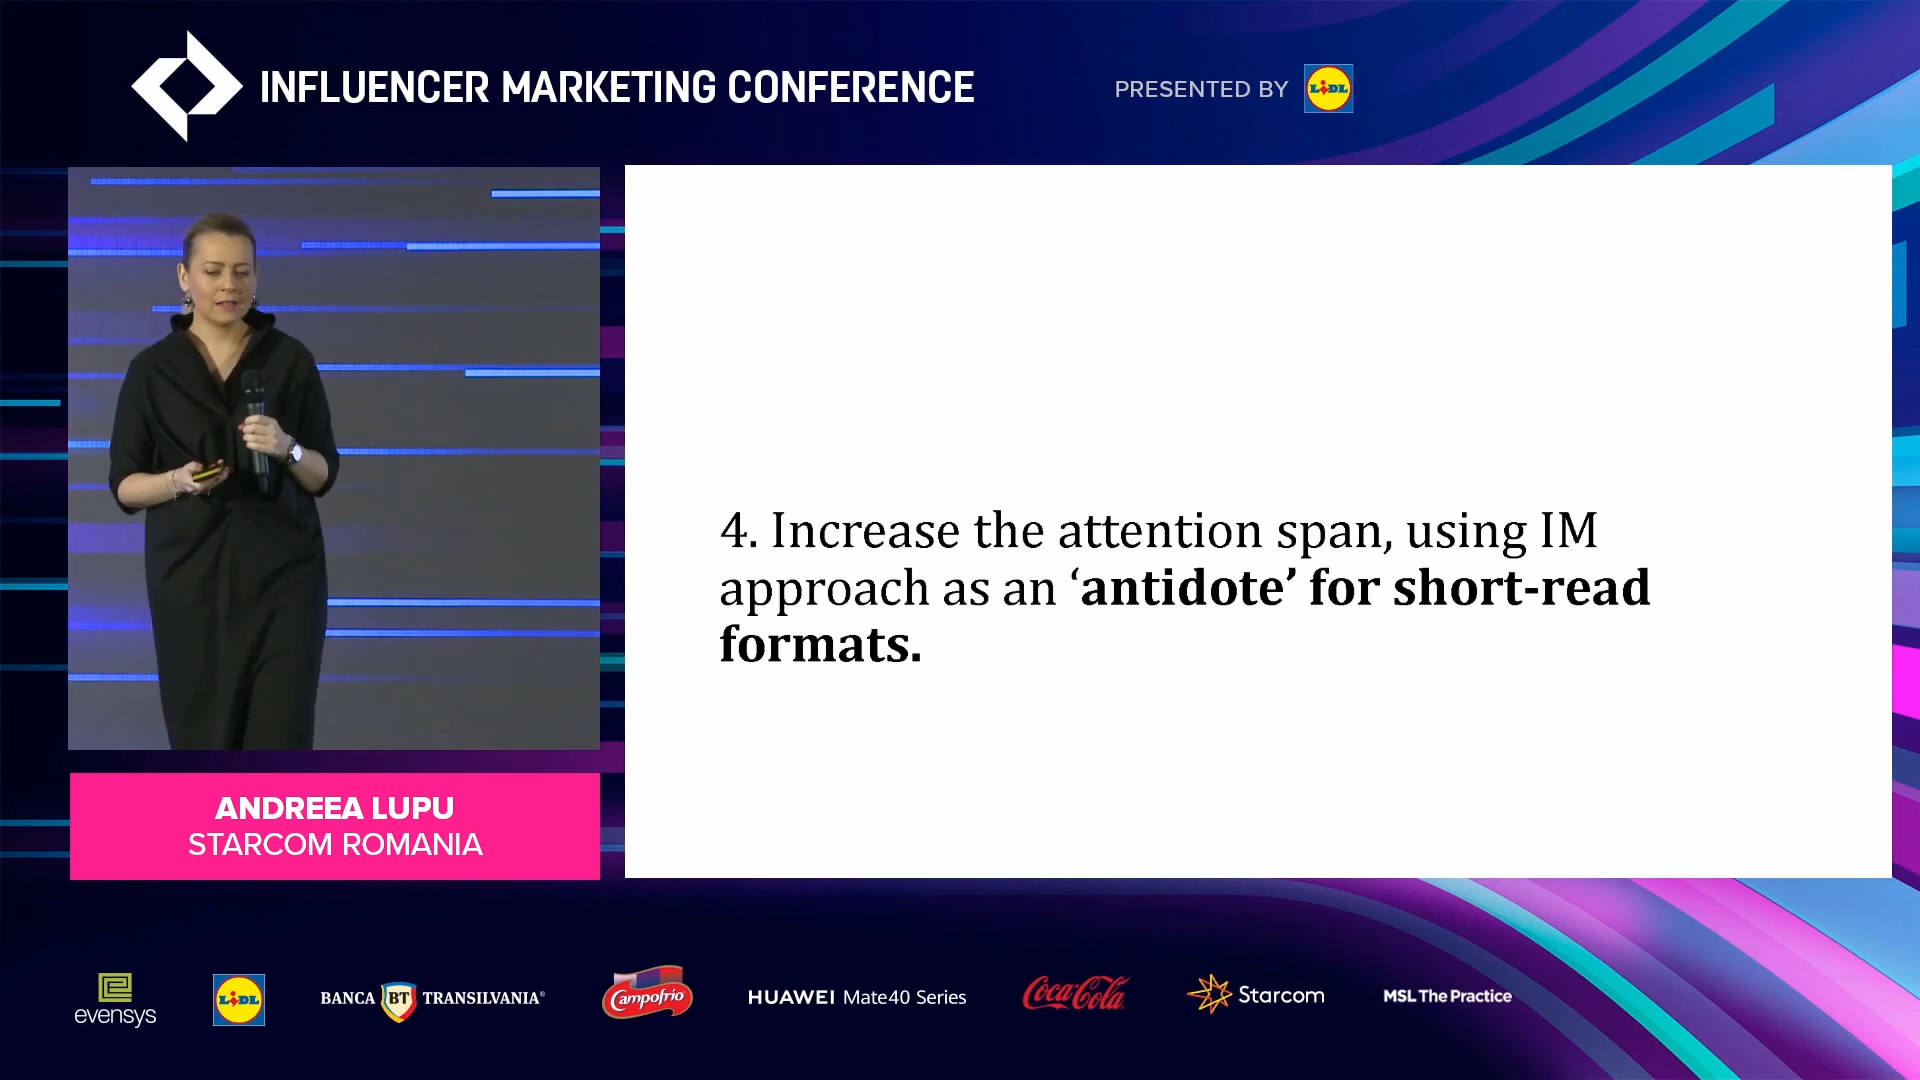 INFLUENCER MARKETING CONFERENCE
PRESENTED BY
LiDL
4. Increase the attention span, using IM
approach as an ‘antidote’ for short-read
formats.
ANDREEA LUPU
STARCOM ROMANIA
evensys
LiDL
BANCA BT TRANSILVANIA®
Campofrío
HUAWEI Mate40 Series
Coca-Cola
Starcom
MSL The Practice